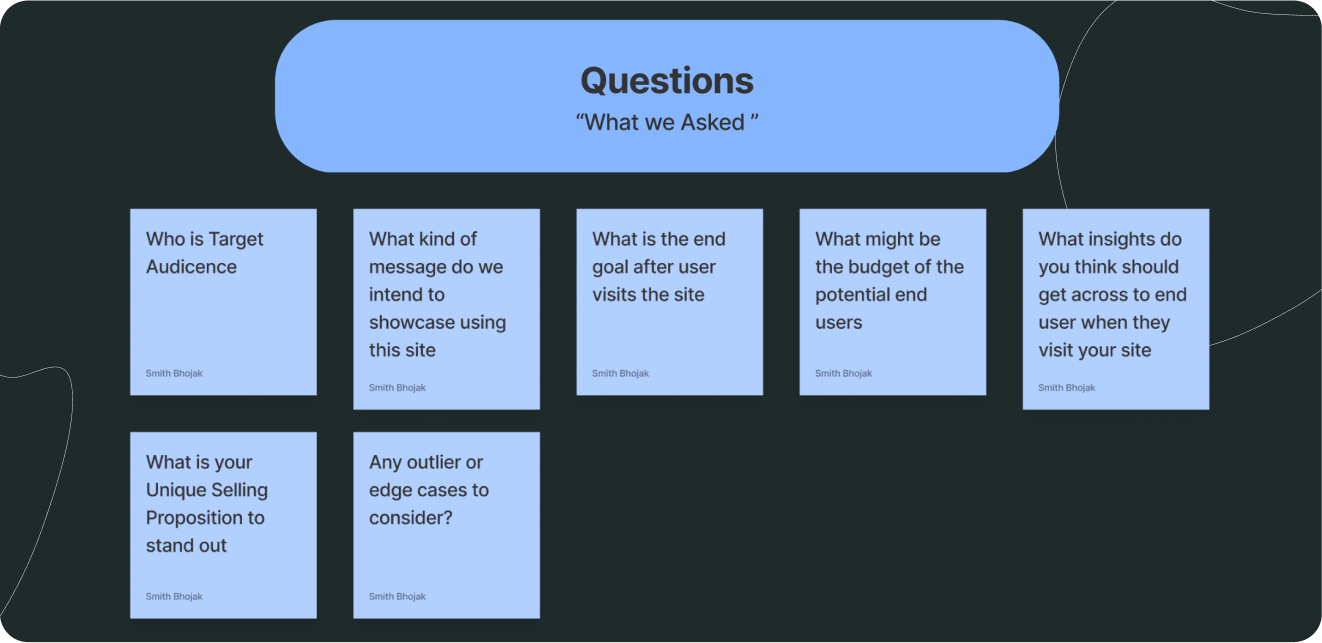 Questions
“What we Asked ”
Who is Target
Audicence
Smith Bhojak
What kind of
message do we
intend to
showcase using
this site
Smith Bhojak
What is the end
goal after user
visits the site
Smith Bhojak
What might be
the budget of the
potential end
users
Smith Bhojak
What insights do
you think should
get across to end
user when they
visit your site
Smith Bhojak
What is your
Unique Selling
Proposition to
stand out
Smith Bhojak
Any outlier or
edge cases to
consider?
Smith Bhojak